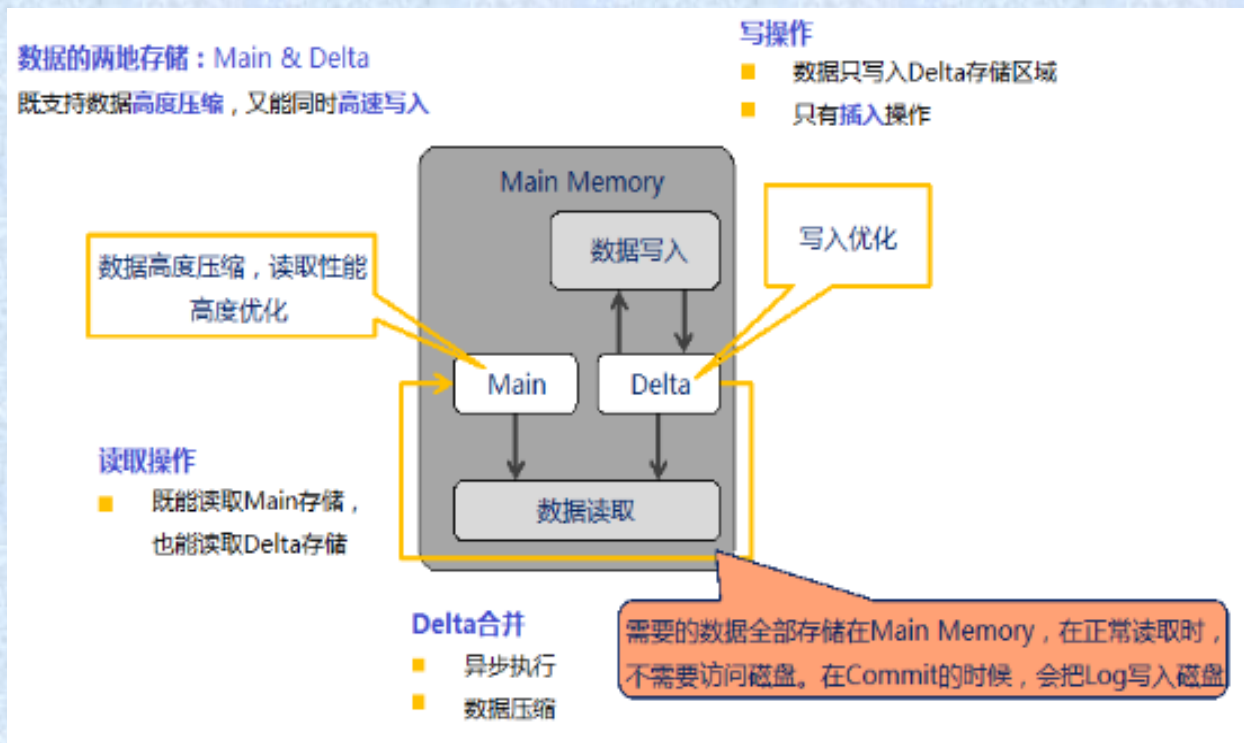 数据的两地存储：Main & Delta
既支持数据高度压缩，又能同时高速写入
写操作
数据只写入Delta存储区域
只有插入操作
Main Memory
数据写入
写入优化
数据高度压缩，读取性能
高度优化
Main
Delta
读取操作
既能读取Main存储，
也能读取Delta存储
数据读取
Delta合并
异步执行
数据压缩
需要的数据全部存储在Main Memory，在正常读取时，
不需要访问磁盘。在Commit的时候，会把Log写入磁盘